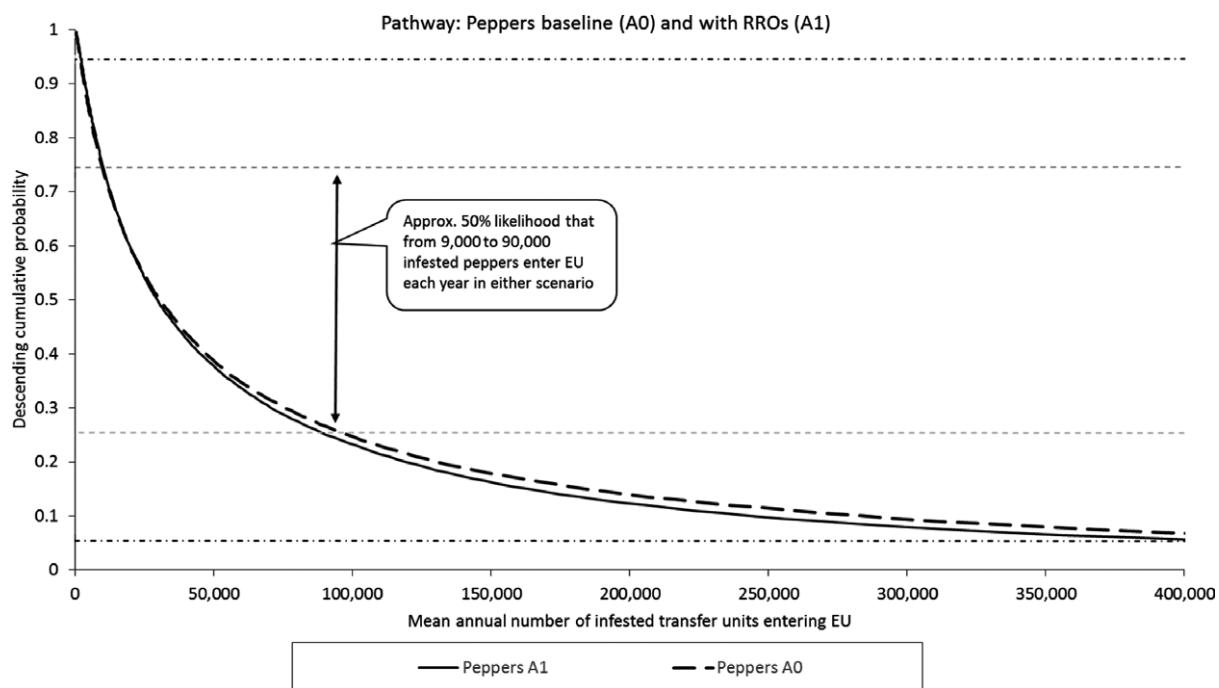 Pathway: Peppers baseline (A0) and with RROs (A1)
1
0.9
0.8
0.7
0.6
0.5
0.4
0.3
0.2
0.1
0
Descending cumulative probability
Approx. 50% likelihood that
from 9,000 to 90,000
infested peppers enter EU
each year in either scenario
0 50,000 100,000 150,000 200,000 250,000 300,000 350,000 400,000
Mean annual number of infested transfer units entering EU
Peppers A1 Peppers A0